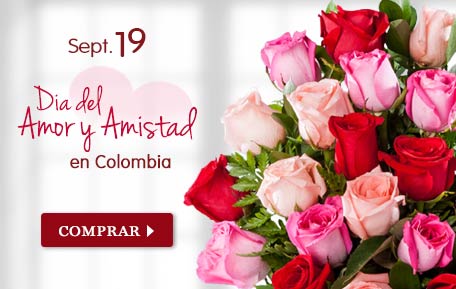 Sept. 19
Dia del
Amor y Amistad
en Colombia
COMPRAR